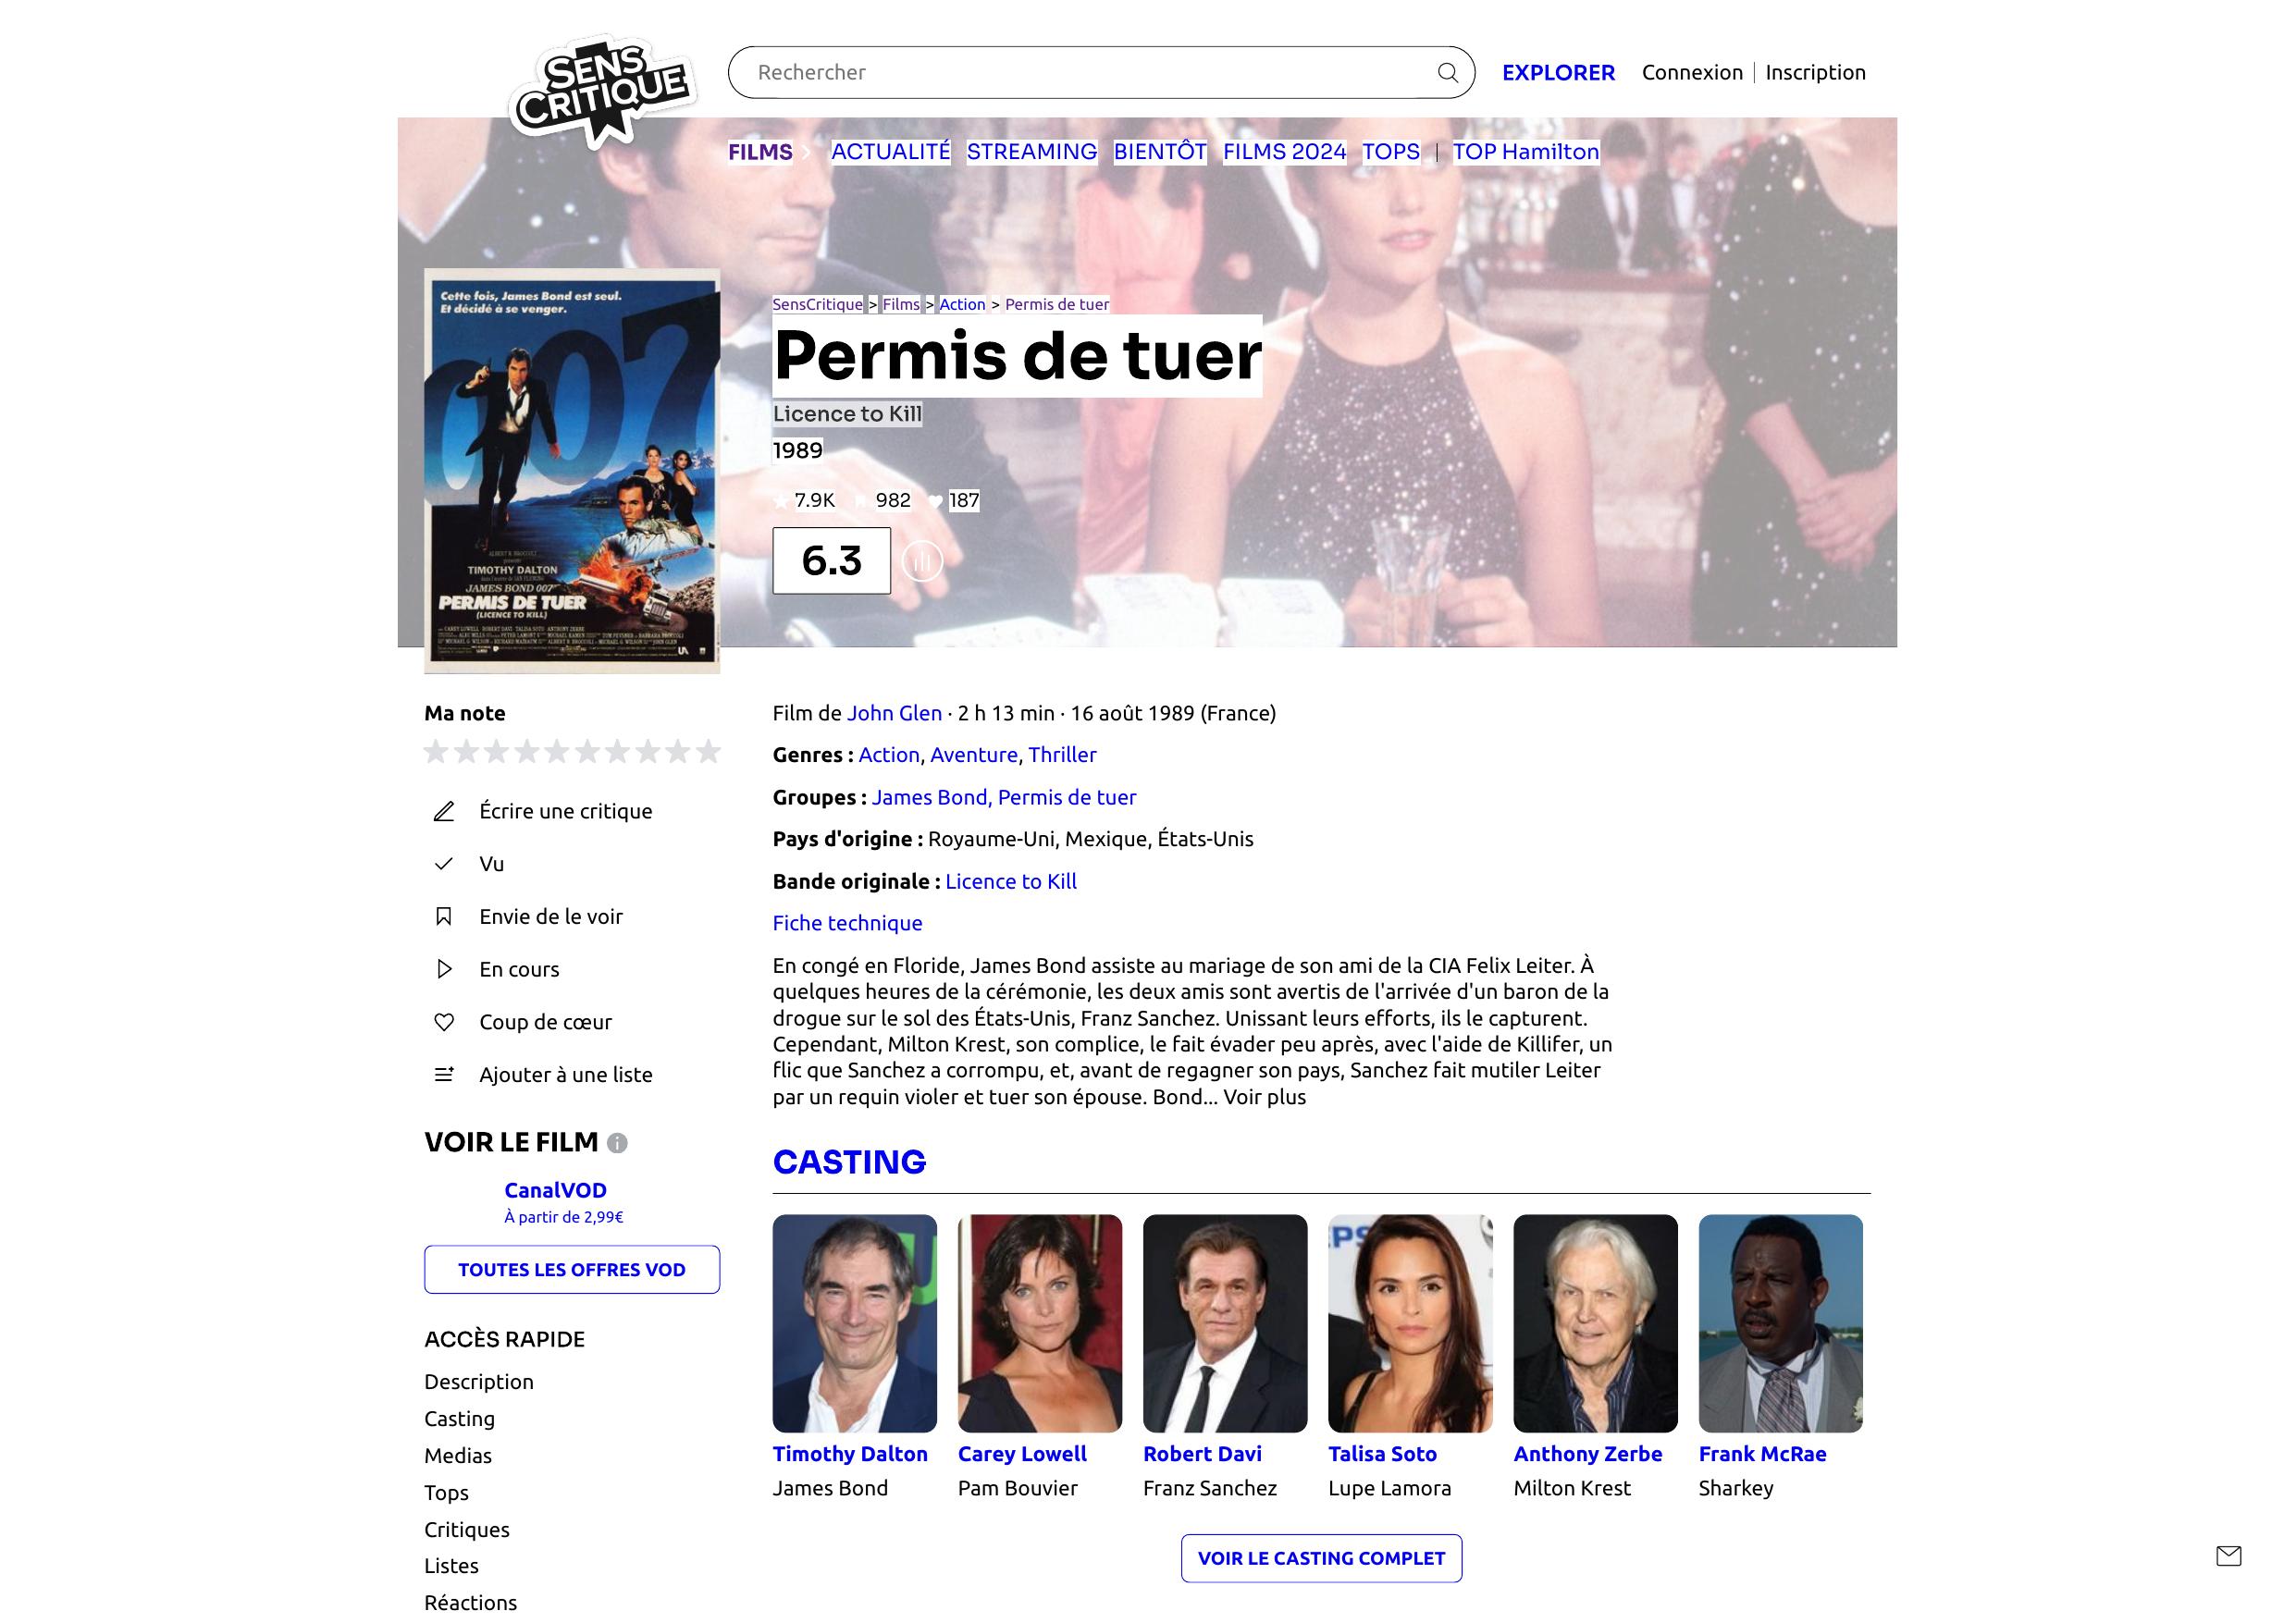 SENS
CRITIQUE
Rechercher
EXPLORER
Connexion | Inscription
FILMS
ACTUALITÉ
STREAMING
BIENTÔT
FILMS 2024
TOPS
|
TOP Hamilton
Cette fois, James Bond est seul.
Et décidé à se venger.
007
ALBERT R. BROCCOLI
TIMOTHY DALTON
JAMES BOND 007
PERMIS DE TUER
(LICENCE TO KILL)
SensCritique > Films > Action > Permis de tuer
Permis de tuer
Licence to Kill
1989
7.9K 982 187
6.3
Ma note
Écrire une critique
Vu
Envie de le voir
En cours
Coup de cœur
Ajouter à une liste
VOIR LE FILM
CanalVOD
À partir de 2,99€
TOUTES LES OFFRES VOD
ACCÈS RAPIDE
Description
Casting
Medias
Tops
Critiques
Listes
Réactions
Film de John Glen · 2 h 13 min · 16 août 1989 (France)
Genres : Action, Aventure, Thriller
Groupes : James Bond, Permis de tuer
Pays d'origine : Royaume-Uni, Mexique, États-Unis
Bande originale : Licence to Kill
Fiche technique
En congé en Floride, James Bond assiste au mariage de son ami de la CIA Felix Leiter. À
quelques heures de la cérémonie, les deux amis sont avertis de l'arrivée d'un baron de la
drogue sur le sol des États-Unis, Franz Sanchez. Unissant leurs efforts, ils le capturent.
Cependant, Milton Krest, son complice, le fait évader peu après, avec l'aide de Killifer, un
flic que Sanchez a corrompu, et, avant de regagner son pays, Sanchez fait mutiler Leiter
par un requin violer et tuer son épouse. Bond... Voir plus
CASTING
Timothy Dalton
James Bond
Carey Lowell
Pam Bouvier
Robert Davi
Franz Sanchez
Talisa Soto
Lupe Lamora
Anthony Zerbe
Milton Krest
Frank McRae
Sharkey
VOIR LE CASTING COMPLET